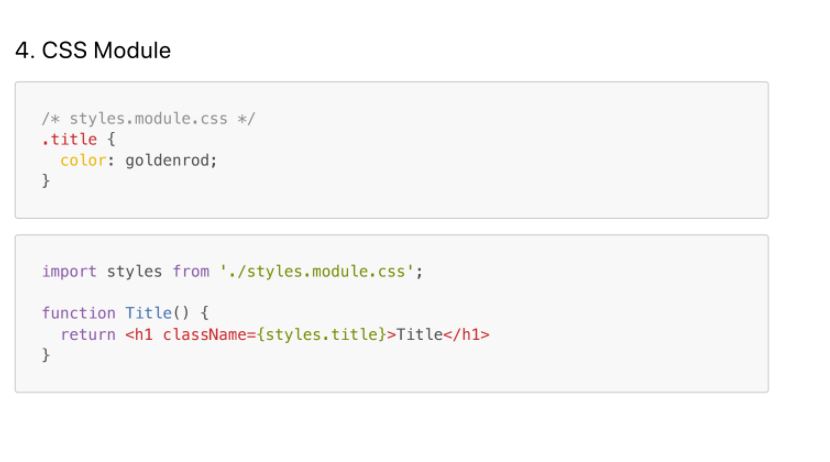 4. CSS Module
/* styles.module.css */
.title {
  color: goldenrod;
}
import styles from './styles.module.css';
function Title() {
  return <h1 className={styles.title}>Title</h1>
}